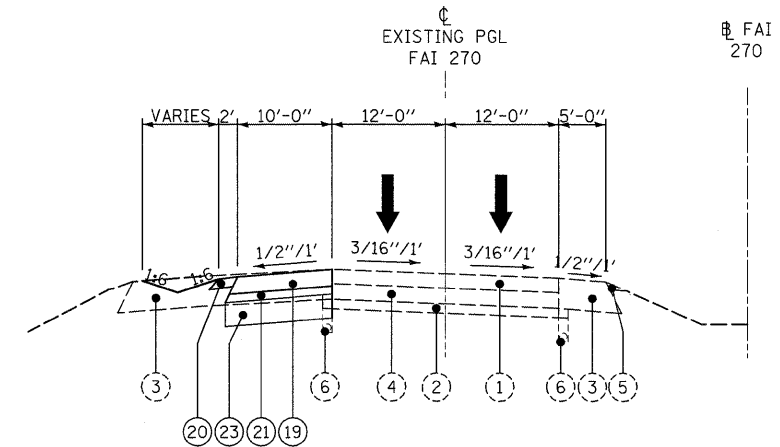 ℄
EXISTING PGL
FAI 270
ⴹ FAI
270
VARIES 2' 10'-0" 12'-0" 12'-0" 5'-0"
1/2"/1' 3/16"/1' 3/16"/1' 1/2"/1'
1:6 1:6
3 6 4 2 1 6 3 5
20 23 21 19